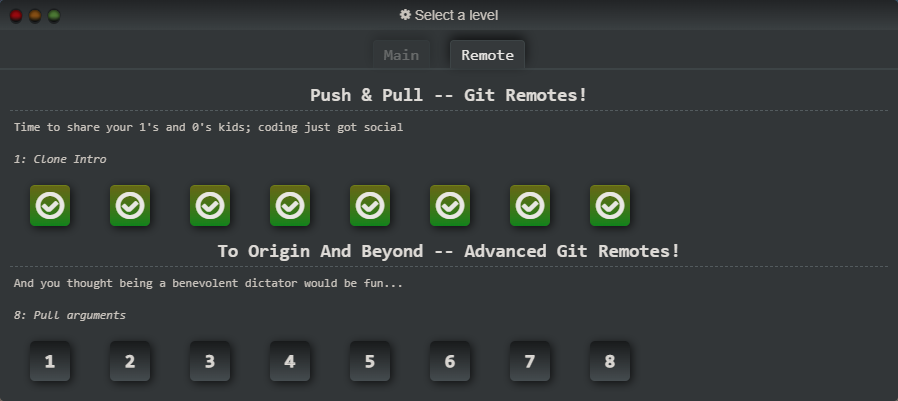 Select a level
Main Remote
Push & Pull -- Git Remotes!
Time to share your 1's and 0's kids; coding just got social
1: Clone Intro
To Origin And Beyond -- Advanced Git Remotes!
And you thought being a benevolent dictator would be fun...
8: Pull arguments
1 2 3 4 5 6 7 8